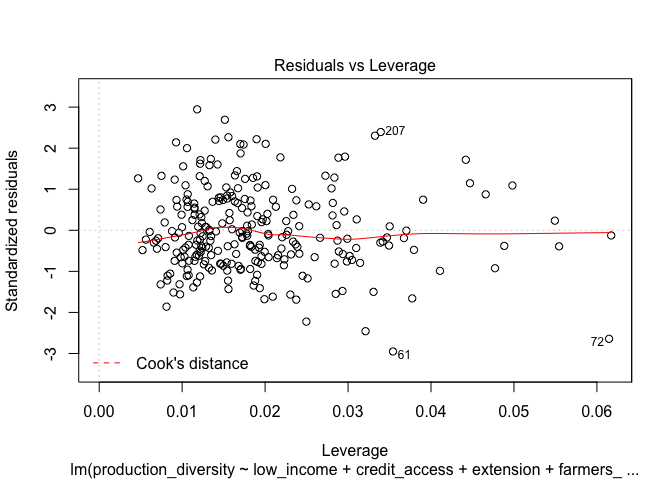 Residuals vs Leverage
Standardized residuals
3
2
1
0
-1
-2
-3
207
61
72
Cook's distance
0.00 0.01 0.02 0.03 0.04 0.05 0.06
Leverage
lm(production_diversity ~ low_income + credit_access + extension + farmers_ ...